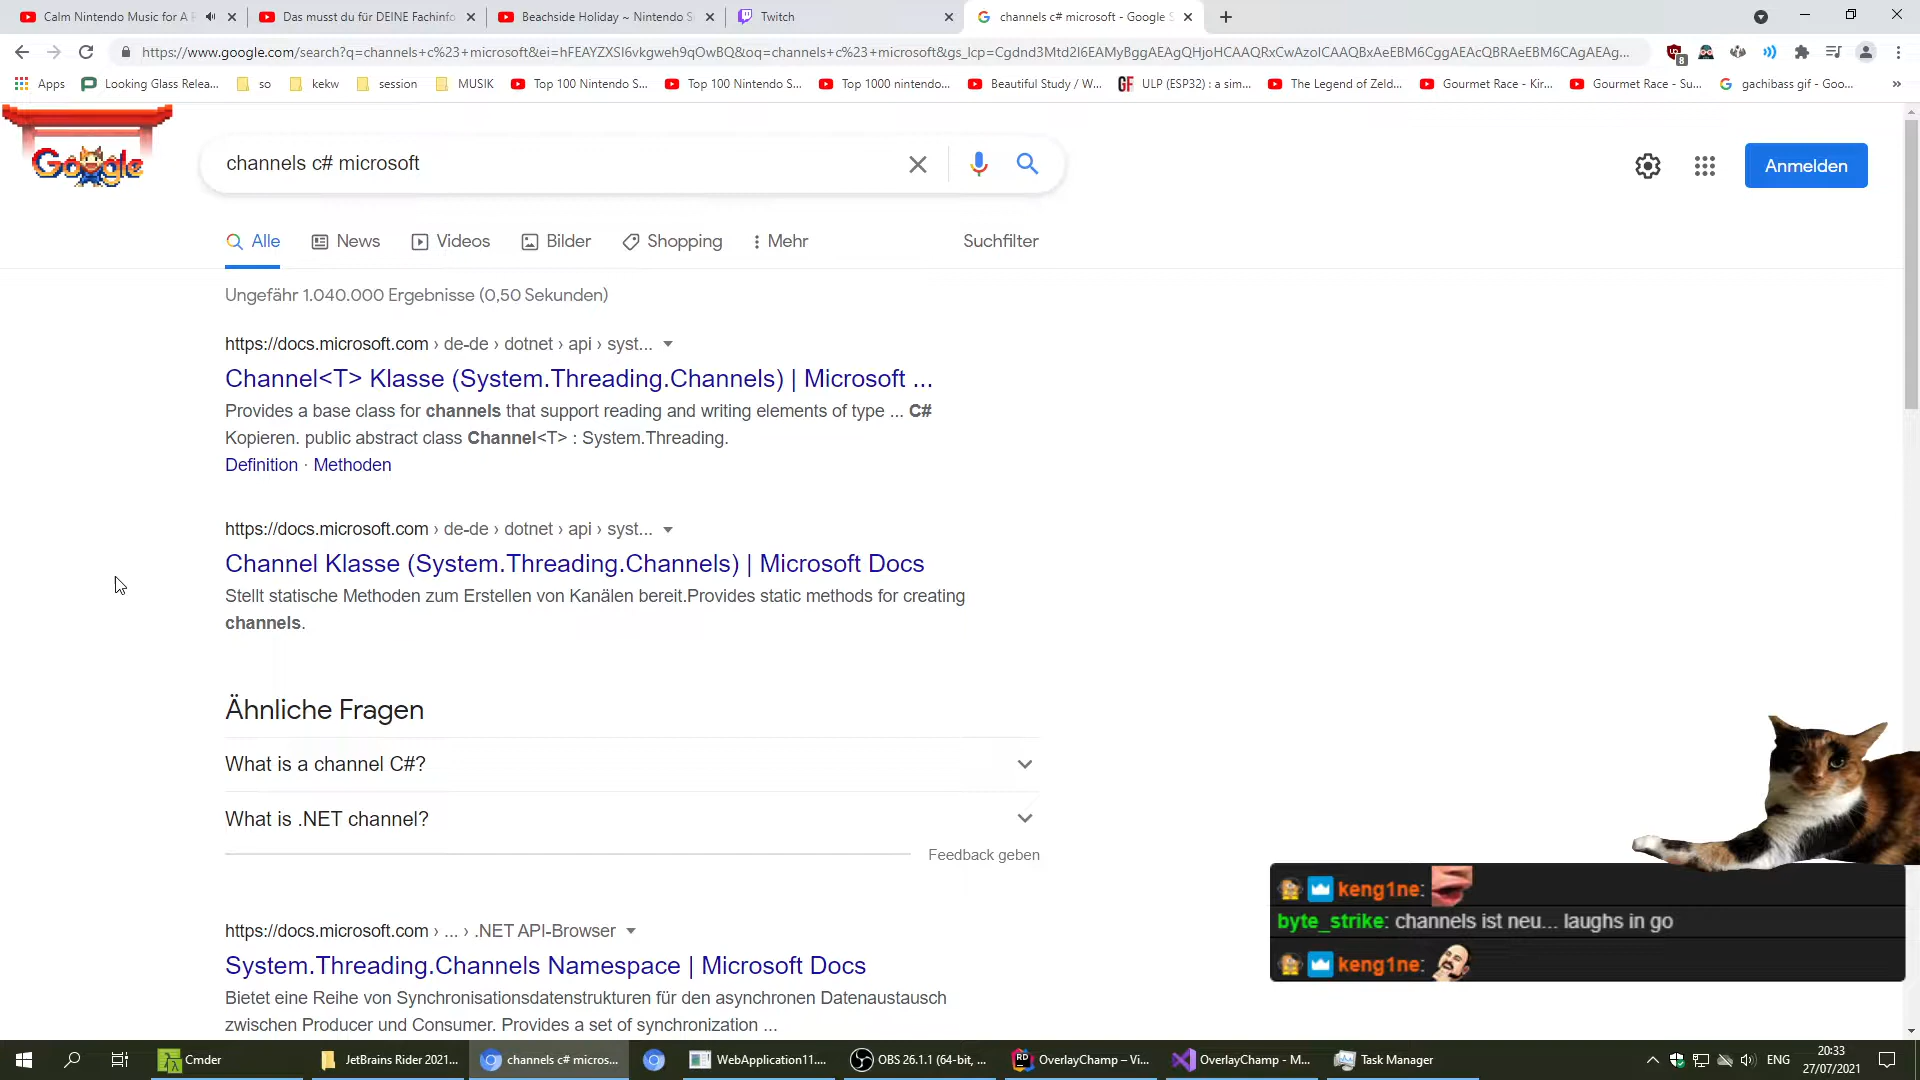 Calm Nintendo Music for A R
Das musst du für DEINE Fachinfo
Beachside Holiday ~ Nintendo S
Twitch
channels c# microsoft - Google S
https://www.google.com/search?q=channels+c%23+microsoft&ei=hFEAYZXSI6vkgweh9qOwBQ&oq=channels+c%23+microsoft&gs_lcp=Cgdnd3Mtd2l6EAMyBggAEAgQHjoHCAAQRxCwAzoICAAQBxAeEBM6CggAEAcQBRAeEBM6CAgAEAg...
8
Apps
Looking Glass Relea...
so
kekw
session
MUSIK
Top 100 Nintendo S...
Top 100 Nintendo S...
Top 1000 nintendo...
Beautiful Study / W...
GF ULP (ESP32) : a sim...
The Legend of Zeld...
Gourmet Race - Kir...
Gourmet Race - Su...
gachibass gif - Goo...
»
Google
channels c# microsoft
Anmelden
Alle
News
Videos
Bilder
Shopping
Mehr
Suchfilter
Ungefähr 1.040.000 Ergebnisse (0,50 Sekunden)
https://docs.microsoft.com › de-de › dotnet › api › syst...
Channel<T> Klasse (System.Threading.Channels) | Microsoft ...
Provides a base class for channels that support reading and writing elements of type ... C#
Kopieren. public abstract class Channel<T> : System.Threading.
Definition · Methoden
https://docs.microsoft.com › de-de › dotnet › api › syst...
Channel Klasse (System.Threading.Channels) | Microsoft Docs
Stellt statische Methoden zum Erstellen von Kanälen bereit.Provides static methods for creating
channels.
Ähnliche Fragen
What is a channel C#?
What is .NET channel?
Feedback geben
keng1ne:
byte_strike: channels ist neu... laughs in go
keng1ne:
https://docs.microsoft.com › ... › .NET API-Browser
System.Threading.Channels Namespace | Microsoft Docs
Bietet eine Reihe von Synchronisationsdatenstrukturen für den asynchronen Datenaustausch
zwischen Producer und Consumer. Provides a set of synchronization ...
Cmder
JetBrains Rider 2021...
channels c# micros...
WebApplication11....
OBS 26.1.1 (64-bit, ...
RD
OverlayChamp – Vi...
OverlayChamp - M...
Task Manager
ENG
20:33
27/07/2021